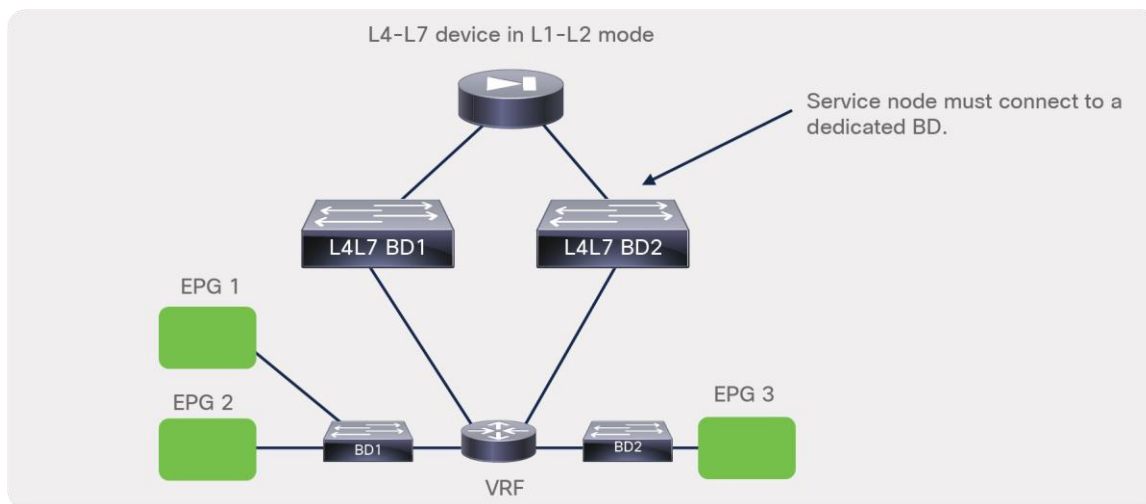 L4-L7 device in L1-L2 mode
Service node must connect to a
dedicated BD.
L4L7 BD1
L4L7 BD2
EPG 1
EPG 2
EPG 3
BD1
BD2
VRF